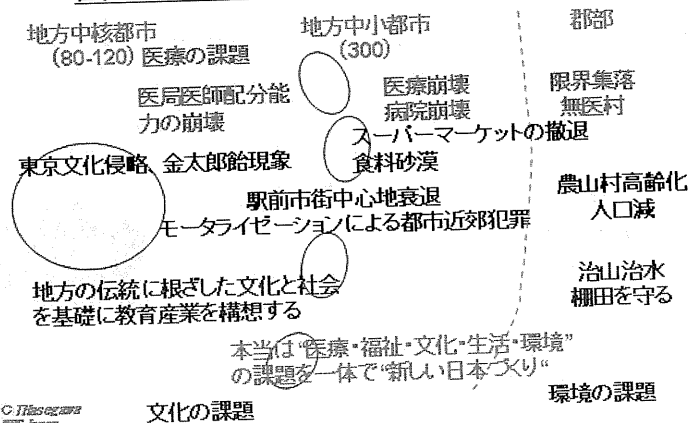 地方中核都市
(80-120) 医療の課題
地方中小都市
(300)
郡部
医局医師配分能
力の崩壊
医療崩壊
病院崩壊
限界集落
無医村
スーパーマーケットの撤退
食料砂漠
東京文化侵略、金太郎飴現象
駅前市街中心地衰退
モータライゼーションによる都市近郊犯罪
農山村高齢化
人口減
地方の伝統に根ざした文化と社会
を基礎に教育産業を構想する
治山治水
棚田を守る
本当は“医療・福祉・文化・生活・環境”
の課題を一体で“新しい日本づくり“
環境の課題
文化の課題